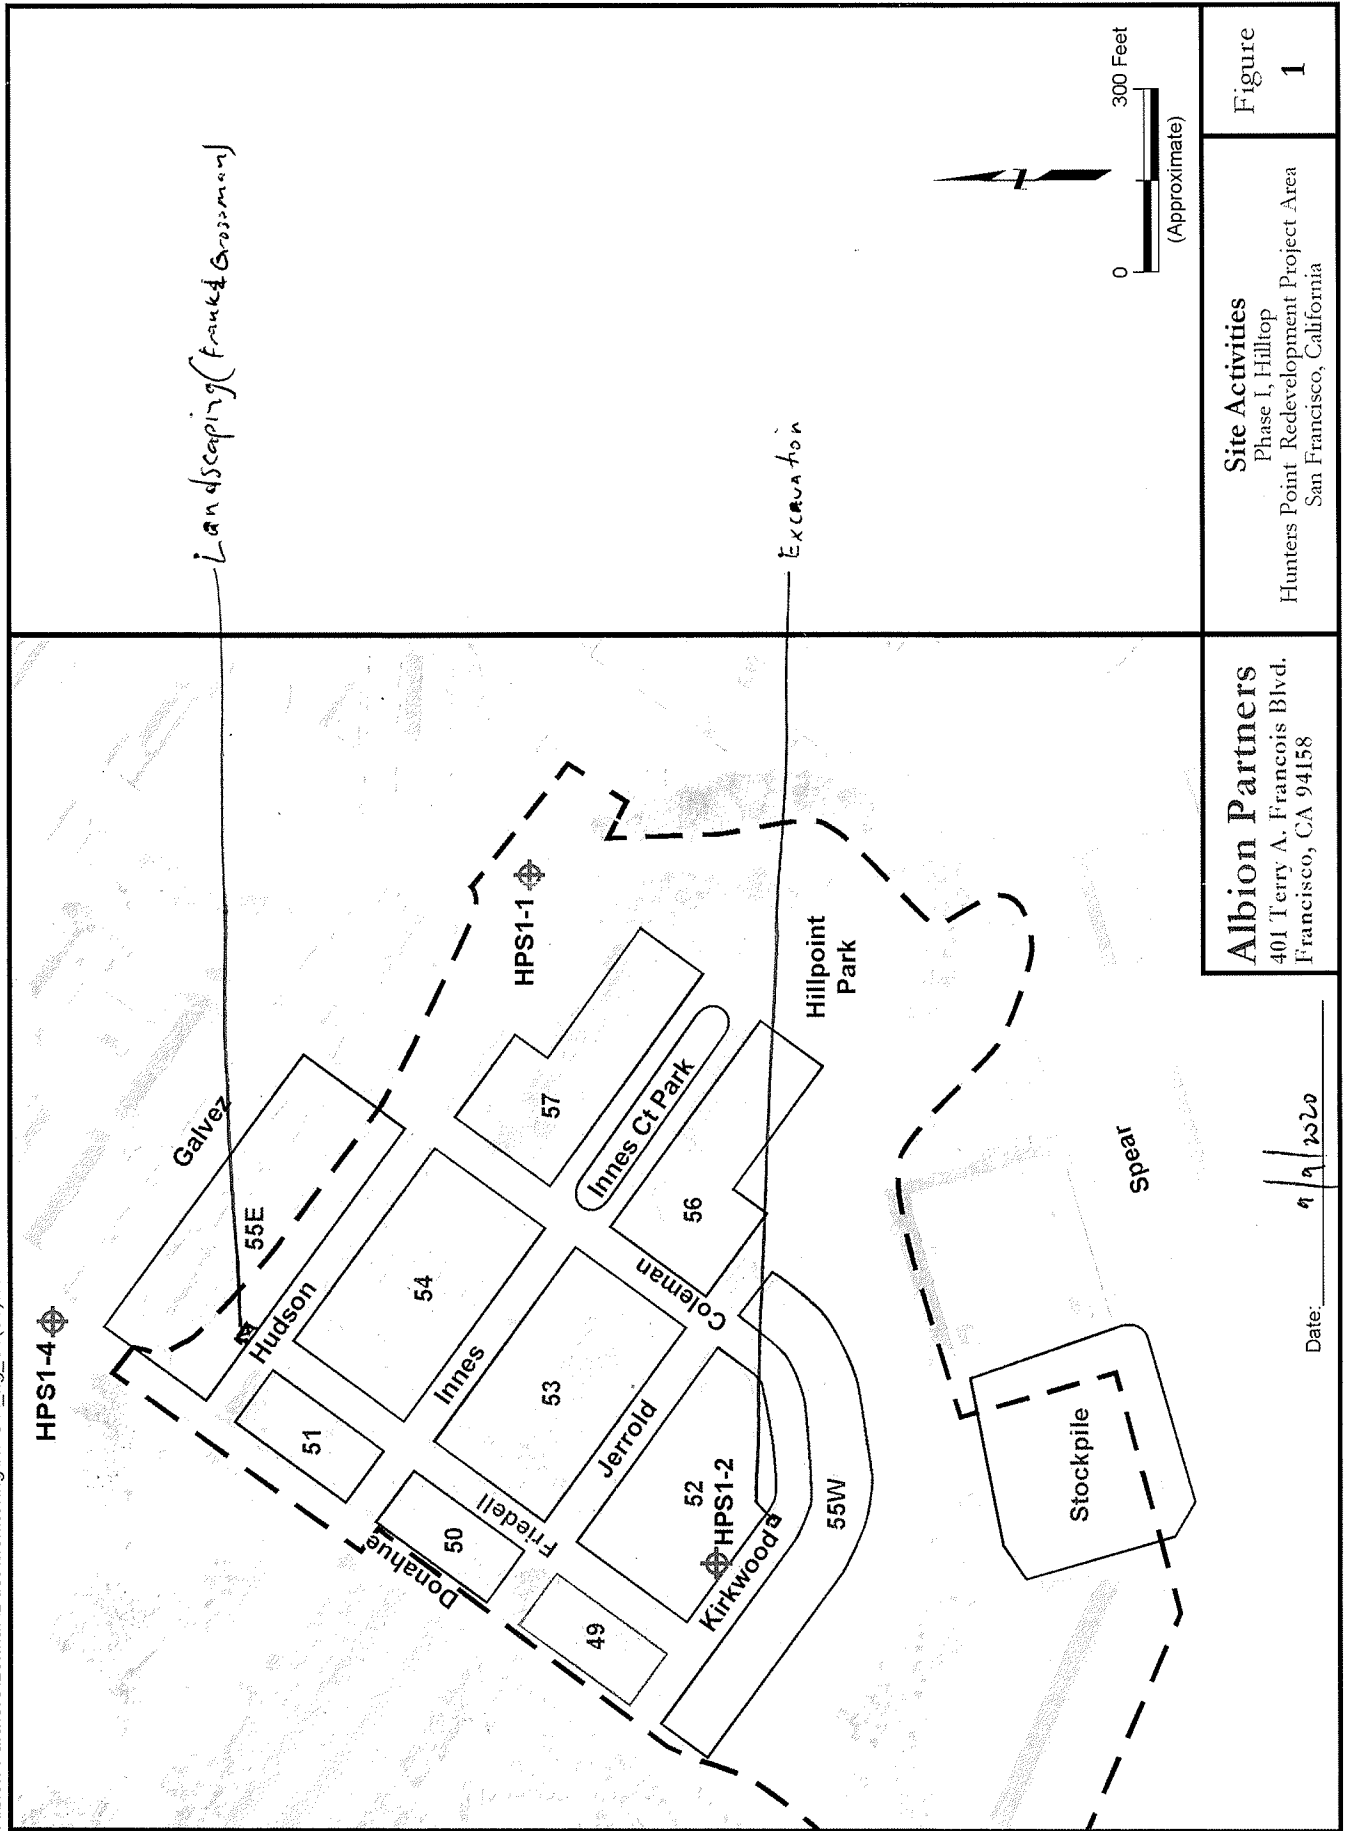 HPS1-4
Galvez
55E
Hudson
51
54
Innes
HPS1-1
57
Innes Ct Park
50
Donahue
Friedell
53
Jerrold
Coleman
56
Hillpoint
Park
49
52
HPS1-2
Kirkwood
55W
Stockpile
Spear
Landscaping (Frank & Grossman)
Excavation
0
300 Feet
(Approximate)
Date:
Albion Partners
401 Terry A. Francois Blvd.
Francisco, CA 94158
Site Activities
Phase I, Hilltop
Hunters Point Redevelopment Project Area
San Francisco, California
Figure
1